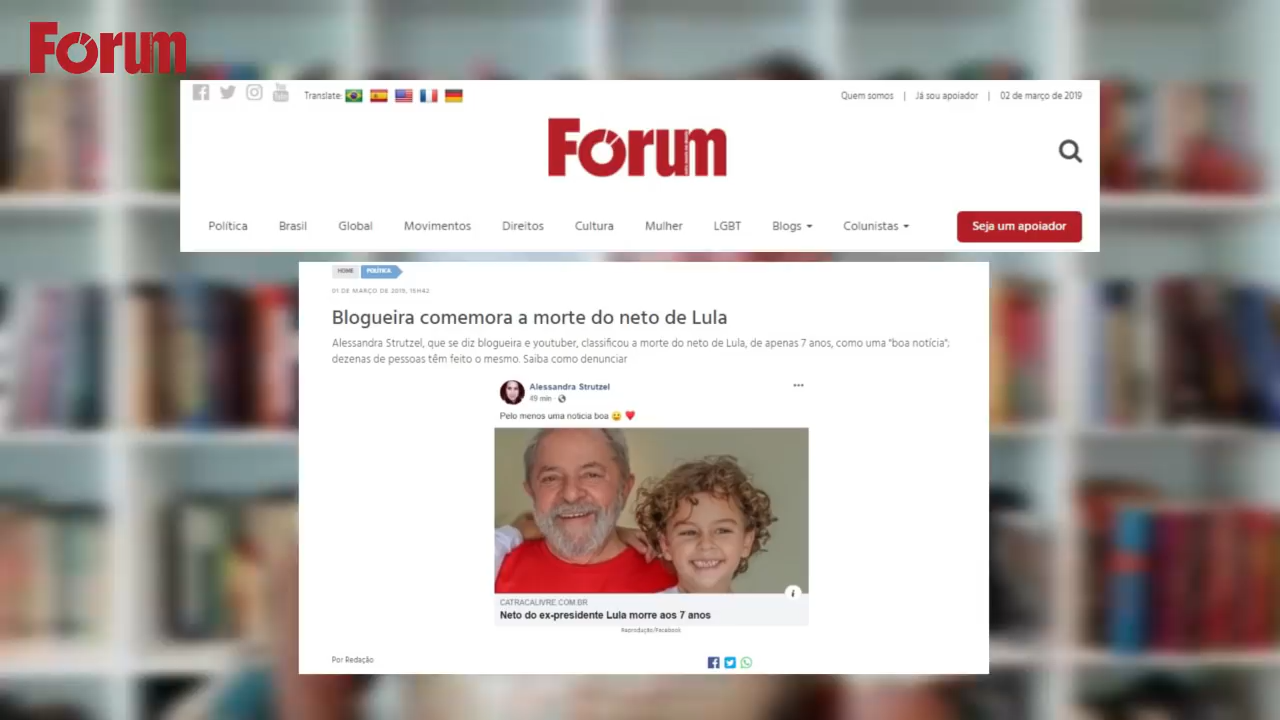 Fórum
Translate:
Quem somos | Já sou apoiador | 02 de março de 2019
Fórum
Política Brasil Global Movimentos Direitos Cultura Mulher LGBT Blogs Colunistas Seja um apoiador
HOME POLÍTICA
01 DE MARÇO DE 2019, 15H42
Blogueira comemora a morte do neto de Lula
Alessandra Strutzel, que se diz blogueira e youtuber, classificou a morte do neto de Lula, de apenas 7 anos, como uma "boa notícia";
dezenas de pessoas têm feito o mesmo. Saiba como denunciar
Alessandra Strutzel
49 min ·
Pelo menos uma noticia boa
CATRACALIVRE.COM.BR
Neto do ex-presidente Lula morre aos 7 anos
Reprodução/Facebook
Por Redação